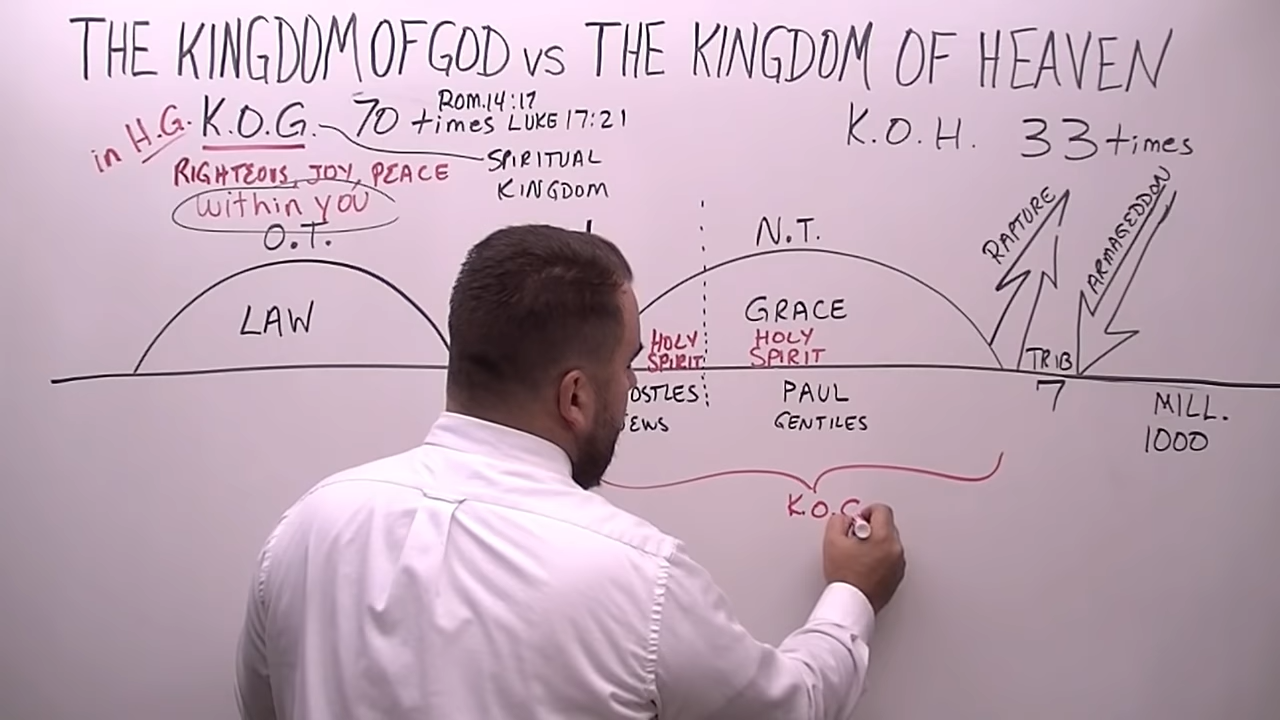 THE KINGDOM OF GOD vs THE KINGDOM OF HEAVEN
in H.G. K.O.G. 70 times ROM. 14:17
LUKE 17:21
SPIRITUAL
KINGDOM
RIGHTEOUS, JOY, PEACE
within you
K.O.H. 33 times
O.T.
LAW
N.T.
GRACE
HOLY
SPIRIT
HOLY
SPIRIT
OSTLES
EWS
PAUL
GENTILES
RAPTURE
ARMAGEDDON
TRIB
7
MILL.
1000
K.O.G